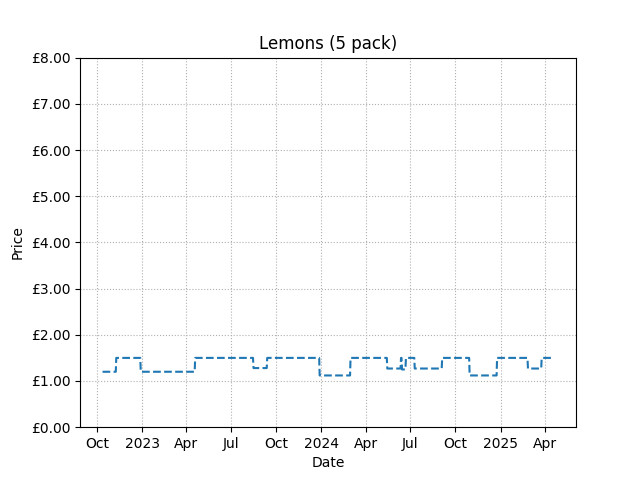 Lemons (5 pack)
£8.00
£7.00
£6.00
£5.00
£4.00
£3.00
£2.00
£1.00
£0.00
Price
Oct 2023 Apr Jul Oct 2024 Apr Jul Oct 2025 Apr
Date